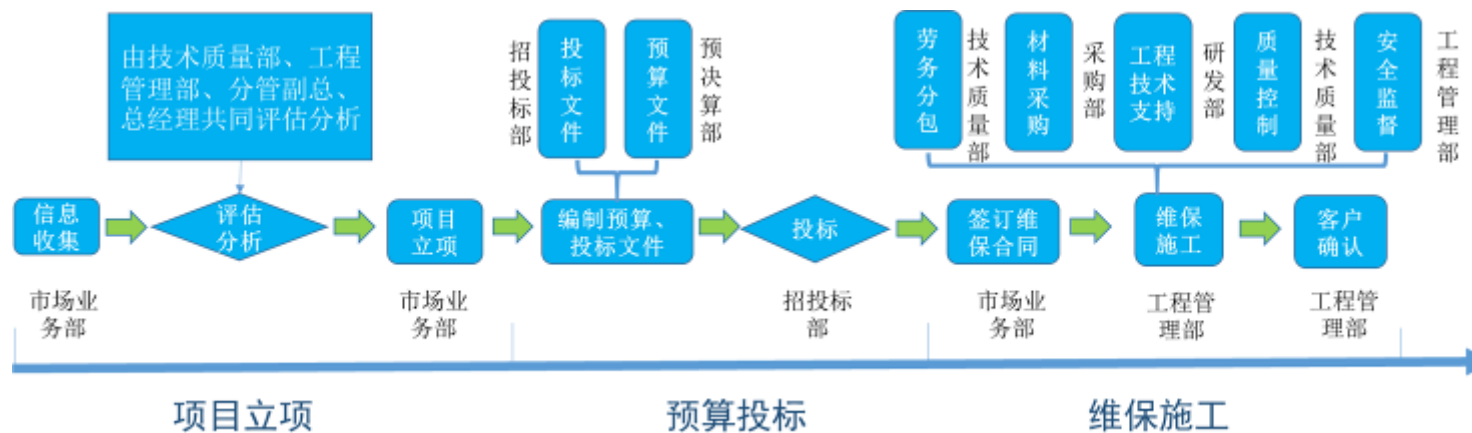 由技术质量部、工程
管理部、分管副总、
总经理共同评估分析
招投标部
投标文件
预算文件
预决算部
劳务分包
技术质量部
材料采购
采购部
工程
技术
支持
研发部
质量控制
技术质量部
安全监督
工程管理部
信息
收集
评估
分析
项目
立项
编制预算、
投标文件
投标
签订维
保合同
维保
施工
客户
确认
市场业
务部
市场业
务部
招投标
部
市场业
务部
工程管
理部
工程管
理部
项目立项
预算投标
维保施工